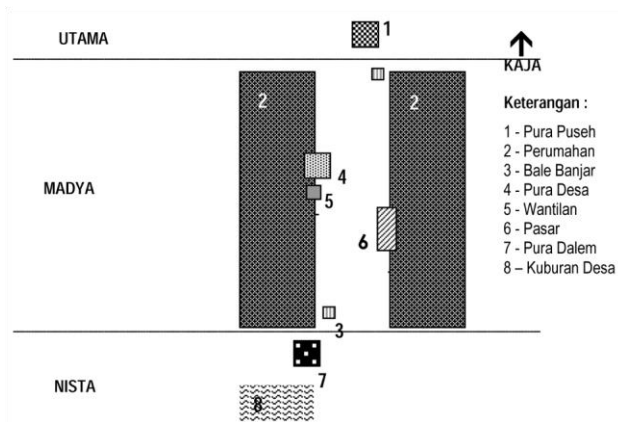 UTAMA
1
KAJA
2
2
Keterangan :
1 - Pura Puseh
2 - Perumahan
3 - Bale Banjar
4 - Pura Desa
5 - Wantilan
6 - Pasar
7 - Pura Dalem
8 – Kuburan Desa
MADYA
4
5
6
3
NISTA
7
8